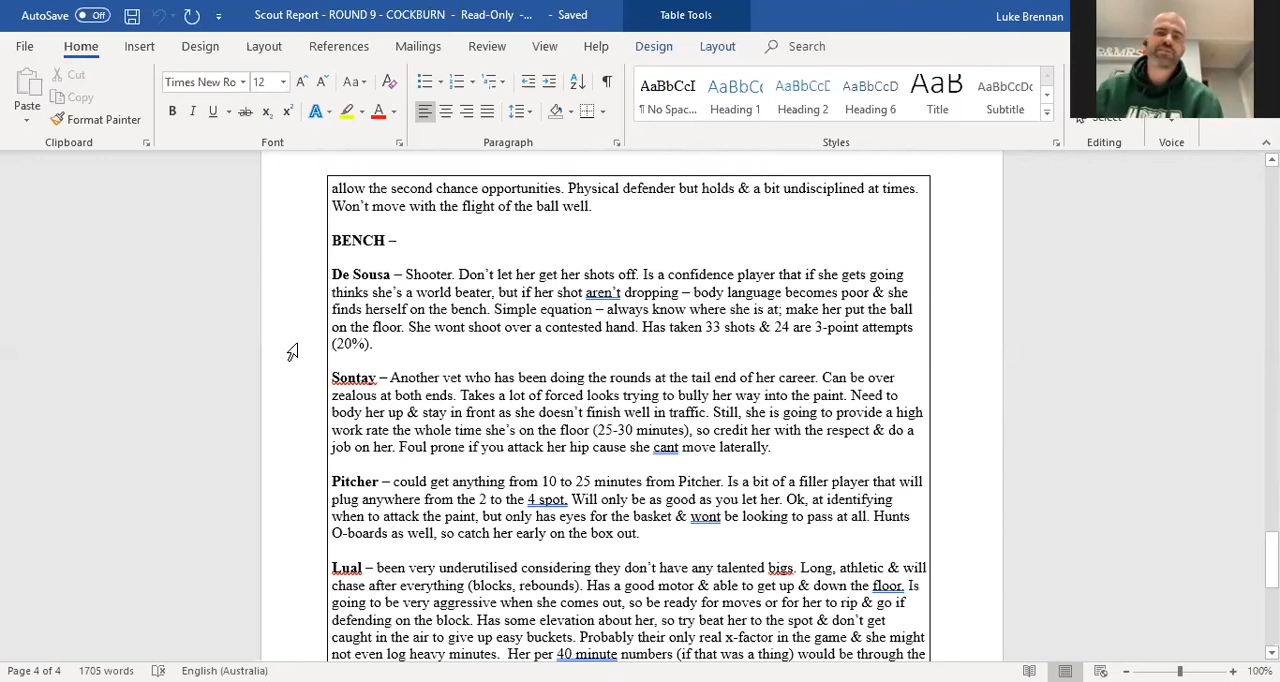 AutoSave Off Scout Report - ROUND 9 - COCKBURN - Read-Only -... - Saved Table Tools Luke Brennan
File Home Insert Design Layout References Mailings Review View Help Design Layout Search
Paste Cut Copy Format Painter
Times New Ro 12
AaBbCcI AaBbCc AaBbCcD AaBbCcD AaB AaBbCcDc
¶ No Spac... Heading 1 Heading 2 Heading 6 Title Subtitle Select
Clipboard Font Paragraph Styles Editing Voice
allow the second chance opportunities. Physical defender but holds & a bit undisciplined at times.
Won't move with the flight of the ball well.
BENCH –
De Sousa – Shooter. Don't let her get her shots off. Is a confidence player that if she gets going
thinks she's a world beater, but if her shot aren't dropping – body language becomes poor & she
finds herself on the bench. Simple equation – always know where she is at; make her put the ball
on the floor. She wont shoot over a contested hand. Has taken 33 shots & 24 are 3-point attempts
(20%).
Sontay – Another vet who has been doing the rounds at the tail end of her career. Can be over
zealous at both ends. Takes a lot of forced looks trying to bully her way into the paint. Need to
body her up & stay in front as she doesn't finish well in traffic. Still, she is going to provide a high
work rate the whole time she's on the floor (25-30 minutes), so credit her with the respect & do a
job on her. Foul prone if you attack her hip cause she cant move laterally.
Pitcher – could get anything from 10 to 25 minutes from Pitcher. Is a bit of a filler player that will
plug anywhere from the 2 to the 4 spot. Will only be as good as you let her. Ok, at identifying
when to attack the paint, but only has eyes for the basket & wont be looking to pass at all. Hunts
O-boards as well, so catch her early on the box out.
Lual – been very underutilised considering they don't have any talented bigs. Long, athletic & will
chase after everything (blocks, rebounds). Has a good motor & able to get up & down the floor. Is
going to be very aggressive when she comes out, so be ready for moves or for her to rip & go if
defending on the block. Has some elevation about her, so try beat her to the spot & don't get
caught in the air to give up easy buckets. Probably their only real x-factor in the game & she might
not even log heavy minutes. Her per 40 minute numbers (if that was a thing) would be through the
Page 4 of 4 1705 words English (Australia) 100%